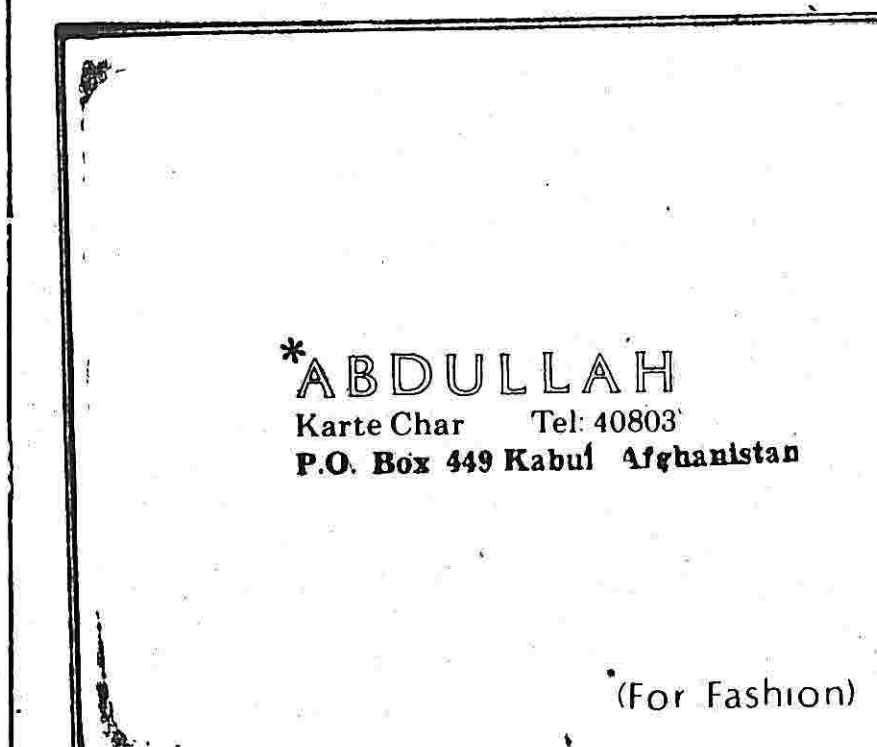 *ABDULLAH
Karte Char Tel: 40803
P.O. Box 449 Kabul Afghanistan
(For Fashion)